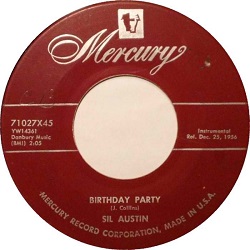 Mercury
71027X45
YW14361
Danbury Music
(BMI) 2:05
Instrumental
Rel. Dec. 25, 1956
BIRTHDAY PARTY
(J. Collins)
SIL AUSTIN
MERCURY RECORD CORPORATION, MADE IN U.S.A.